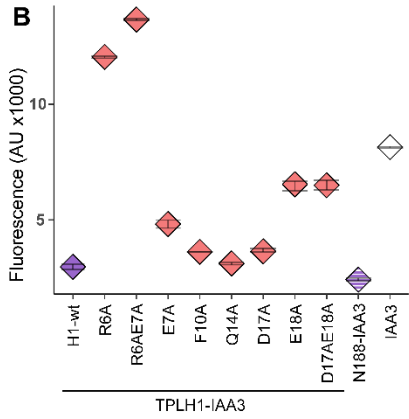 B
Fluorescence (AU x1000)
10
5
H1-wt
R6A
R6AE7A
E7A
F10A
Q14A
D17A
E18A
D17AE18A
N188-IAA3
IAA3
TPLH1-IAA3